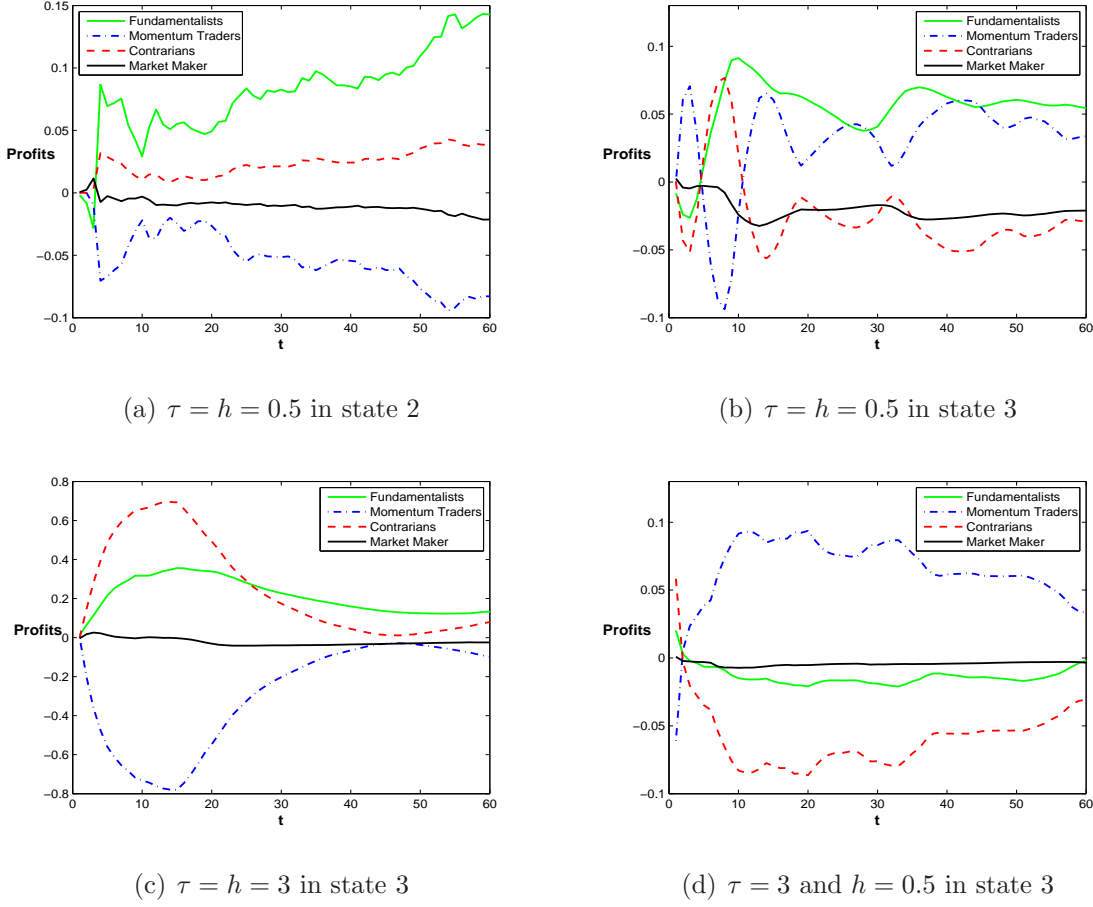 0.15
0.1
0.05
0
−0.05
−0.1
Profits
0 10 20 30 40 50 60
t
Fundamentalists
Momentum Traders
Contrarians
Market Maker
(a) τ = h = 0.5 in state 2
0.1
0.05
0
−0.05
−0.1
Profits
0 10 20 30 40 50 60
t
Fundamentalists
Momentum Traders
Contrarians
Market Maker
(b) τ = h = 0.5 in state 3
0.8
0.6
0.4
0.2
0
−0.2
−0.4
−0.6
−0.8
Profits
0 10 20 30 40 50 60
t
Fundamentalists
Momentum Traders
Contrarians
Market Maker
(c) τ = h = 3 in state 3
0.1
0.05
0
−0.05
−0.1
Profits
0 10 20 30 40 50 60
t
Fundamentalists
Momentum Traders
Contrarians
Market Maker
(d) τ = 3 and h = 0.5 in state 3